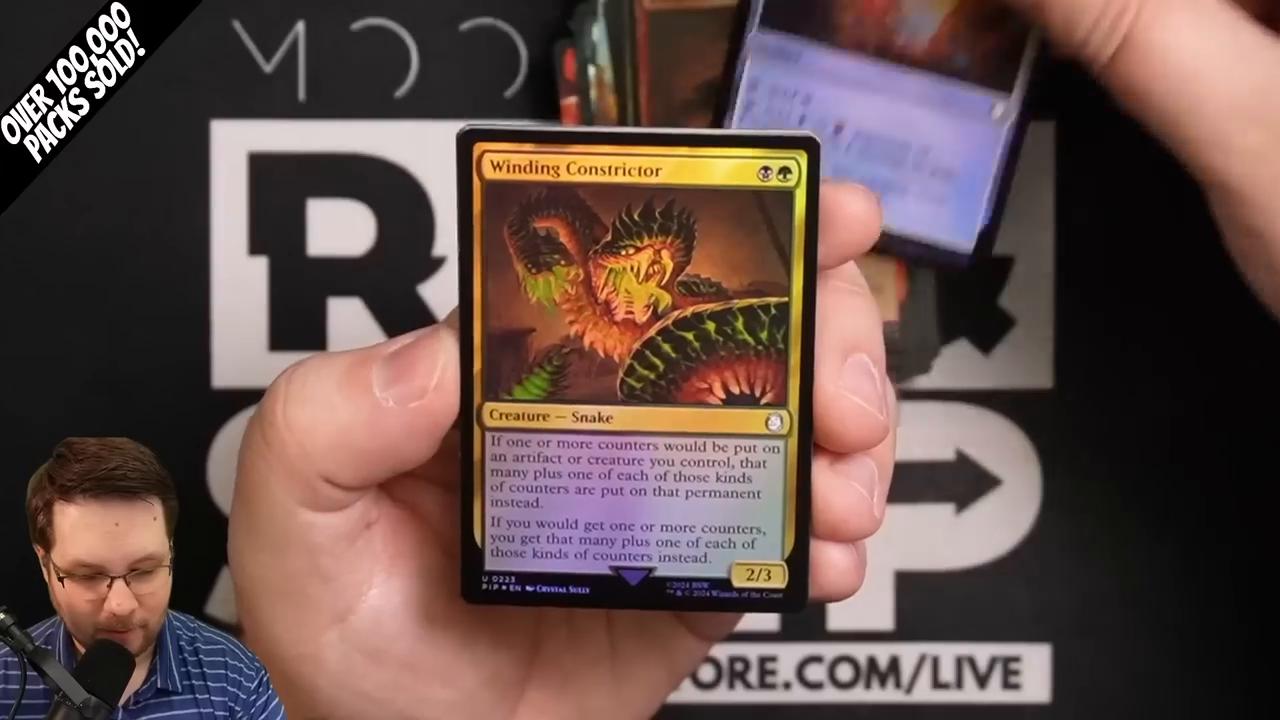 OVER 100,000
PACKS SOLD!
Winding Constrictor
Creature — Snake
If one or more counters would be put on
an artifact or creature you control, that
many plus one of each of those kinds
of counters are put on that permanent
instead.
If you would get one or more counters,
you get that many plus one of each of
those kinds of counters instead.
2/3
U 0223
PIP ★ EN CRYSTAL SULLY
©2024 BSW
™ & © 2024 Wizards of the Coast
ORE.COM/LIVE